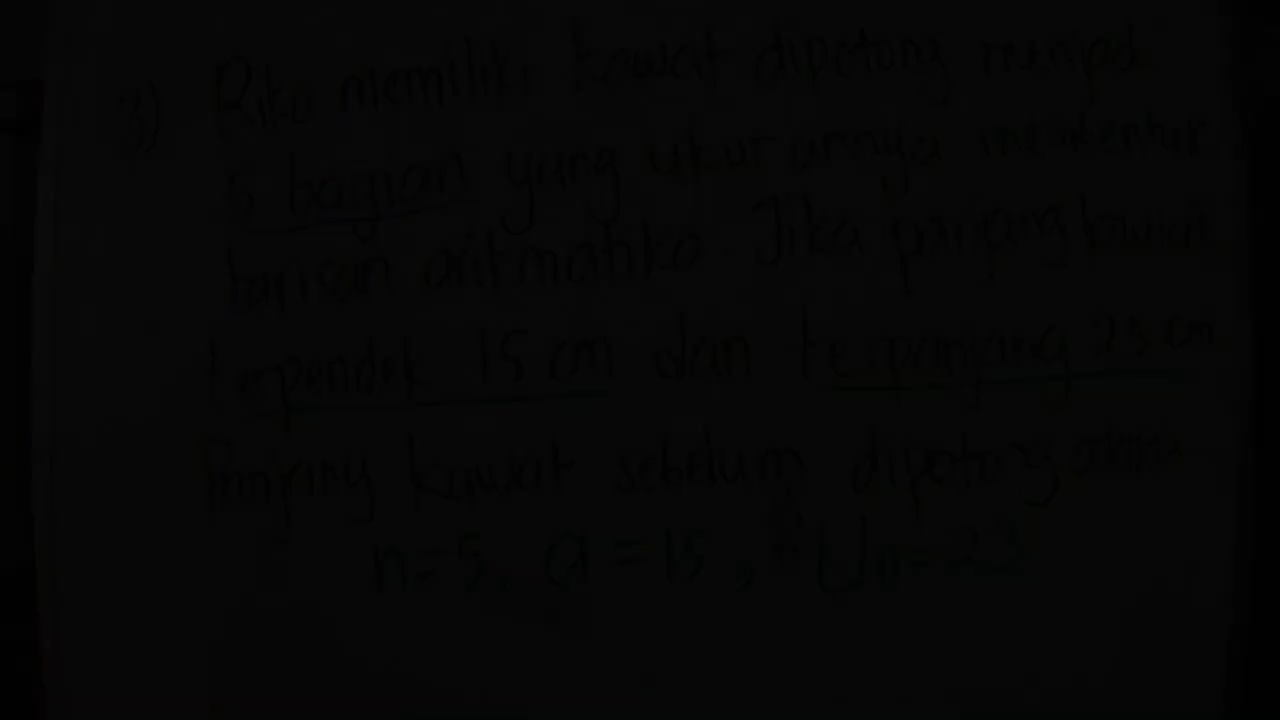 3) Riko memiliki kawat dipotong menjadi
5 bagian yang ukurannya membentuk
barisan aritmatika. Jika panjang kawat
terpendek 15 cm dan terpanjang 23 cm
Panjang kawat sebelum dipotong adalah
n = 5, a = 15, Un = 23